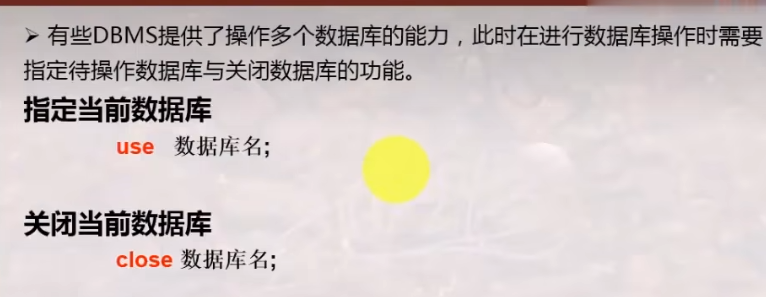 ➢ 有些DBMS提供了操作多个数据库的能力，此时在进行数据库操作时需要
指定待操作数据库与关闭数据库的功能。
指定当前数据库
use 数据库名;
关闭当前数据库
close 数据库名;